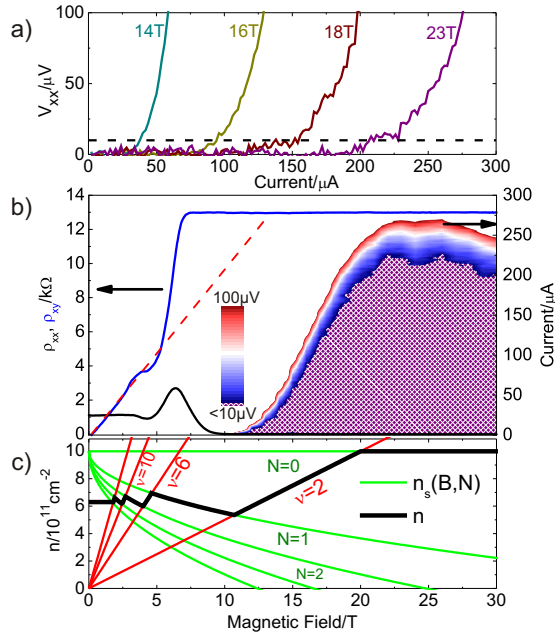 a)
100
50
0
V_xx/µV
14T
16T
18T
23T
0 50 100 150 200 250 300
Current/µA
b)
14
12
10
8
6
4
2
0
ρ_xx, ρ_xy/kΩ
100µV
<10µV
300
250
200
150
100
50
0
Current/µA
c)
10
8
6
4
2
0
n/10^11cm^-2
ν=10
ν=6
ν=2
N=0
N=1
N=2
n_s(B,N)
n
0 5 10 15 20 25 30
Magnetic Field/T